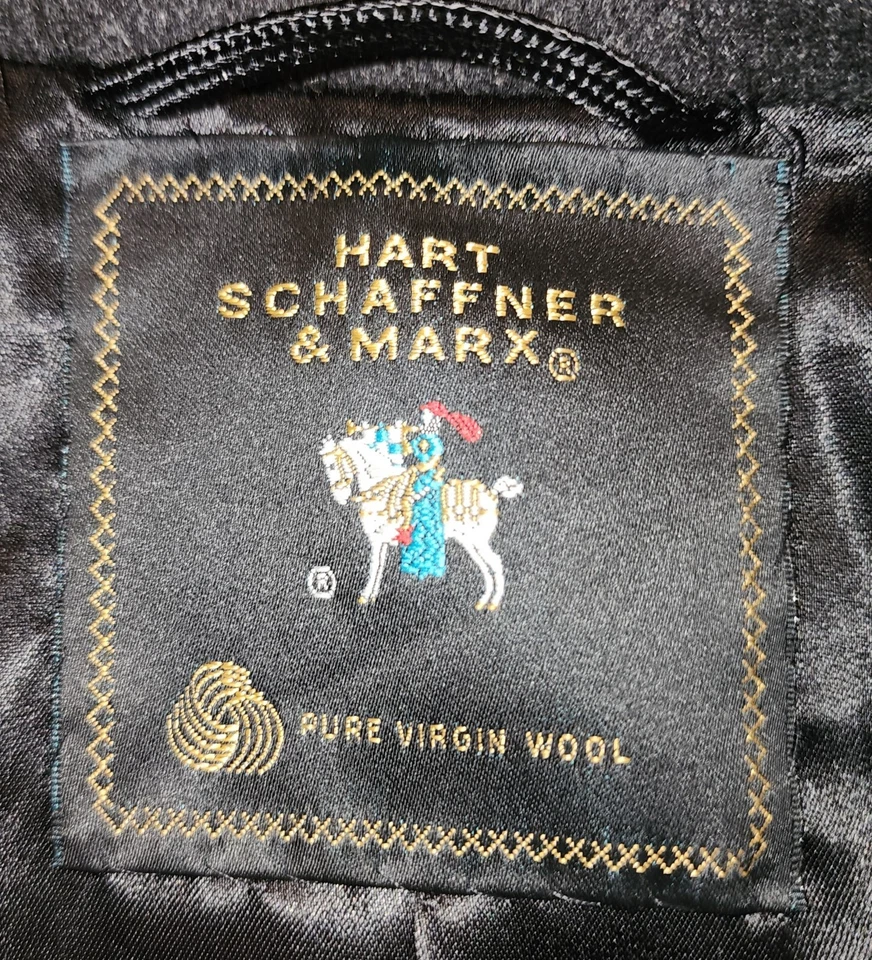 HART
SCHAFFNER
& MARX®
®
PURE VIRGIN WOOL